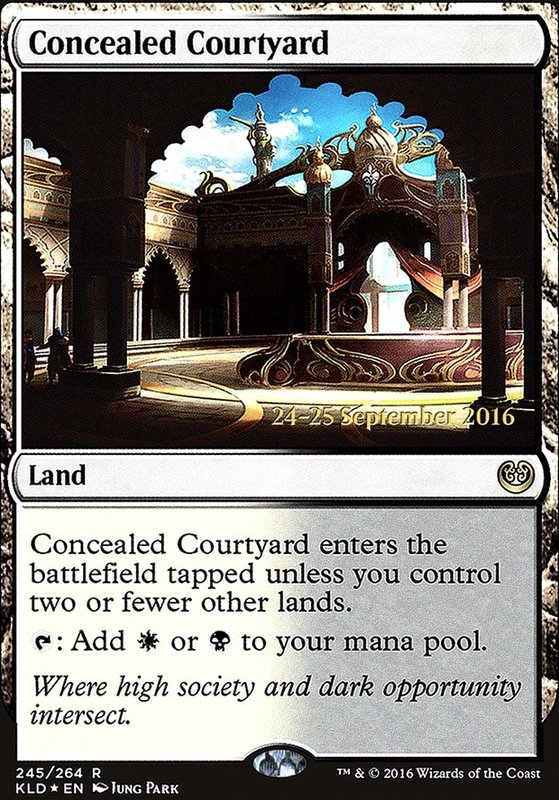 Concealed Courtyard
24-25 September 2016
Land
Concealed Courtyard enters the
battlefield tapped unless you control
two or fewer other lands.
: Add or to your mana pool.
Where high society and dark opportunity
intersect.
245/264 R
KLD ★ EN Jung Park
™ & © 2016 Wizards of the Coast